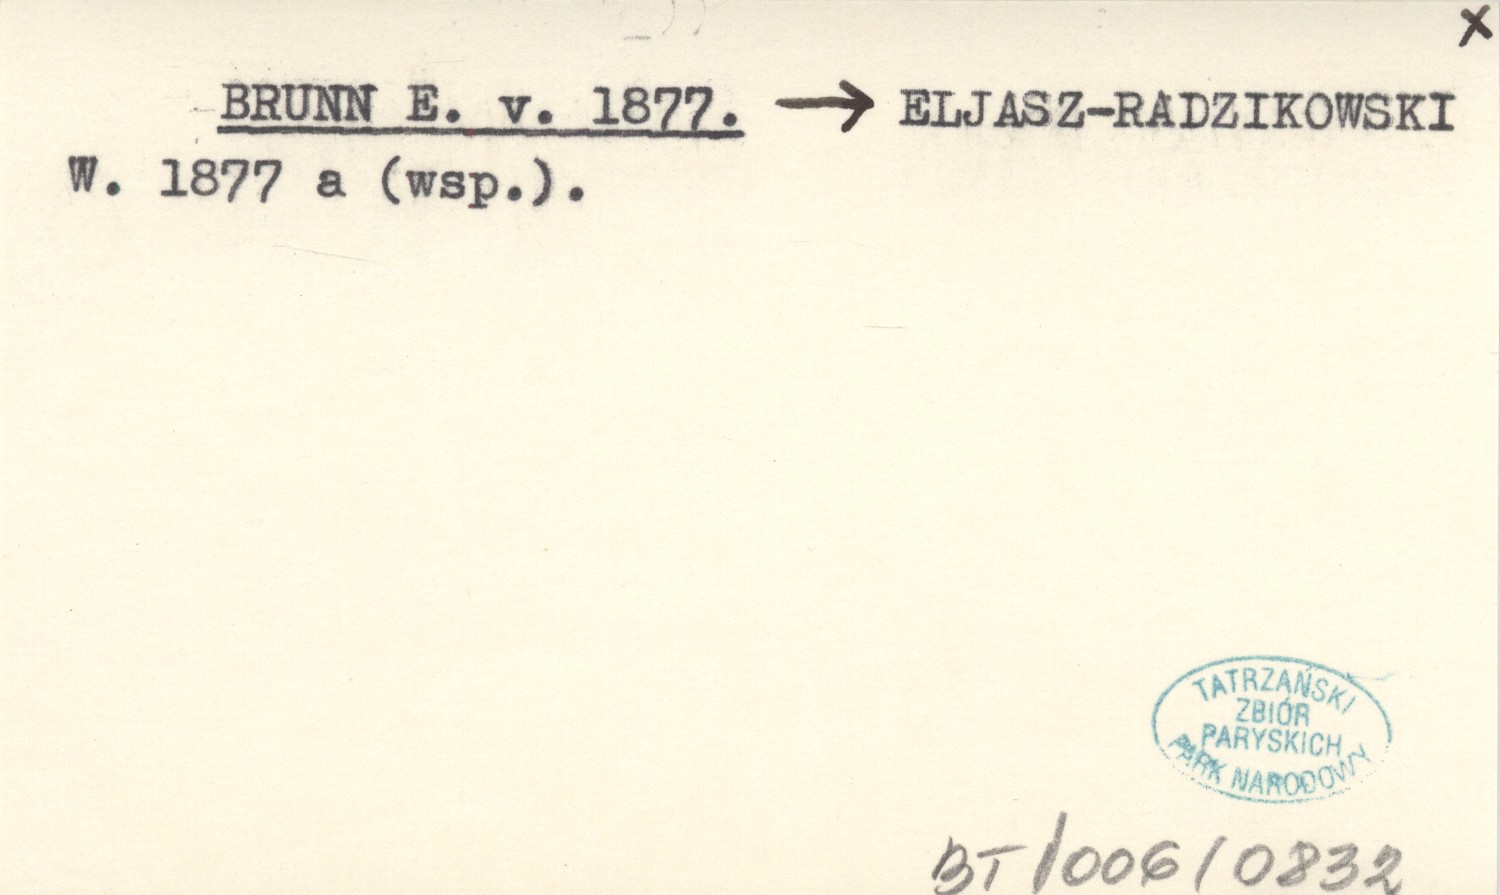 x
BRUNN E. v. 1877. → ELJASZ-RADZIKOWSKI
W. 1877 a (wsp.).
TATRZAŃSKI
ZBIÓR
PARYSKICH
PARK NARODOWY
BT/006/0832